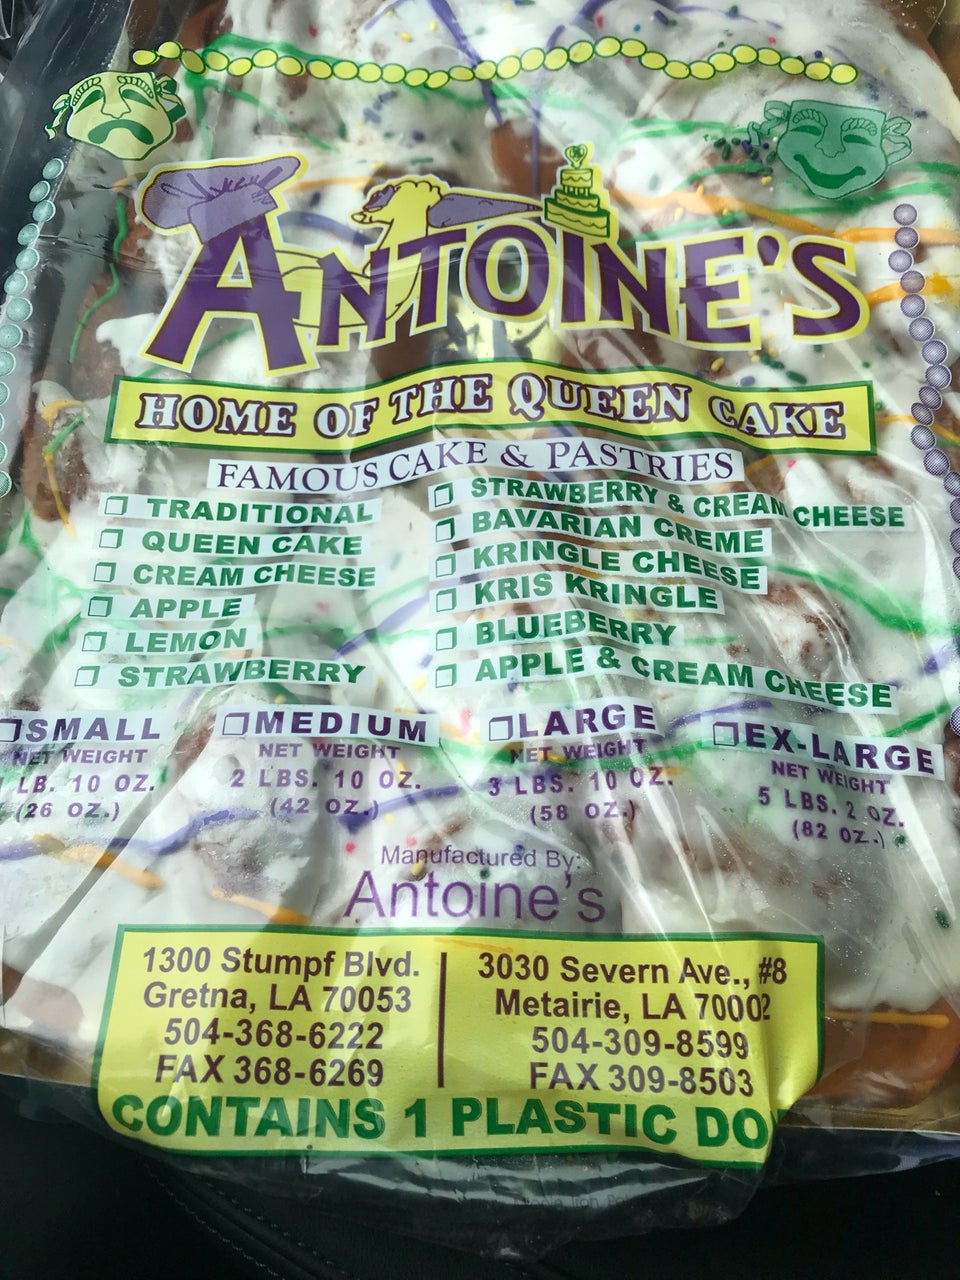 ANTOINE'S
HOME OF THE QUEEN CAKE
FAMOUS CAKE & PASTRIES
TRADITIONAL
QUEEN CAKE
CREAM CHEESE
APPLE
LEMON
STRAWBERRY
STRAWBERRY & CREAM CHEESE
BAVARIAN CREME
KRINGLE CHEESE
KRIS KRINGLE
BLUEBERRY
APPLE & CREAM CHEESE
SMALL
NET WEIGHT
LB. 10 OZ.
(26 OZ.)
MEDIUM
NET WEIGHT
2 LBS. 10 OZ.
(42 OZ.)
LARGE
NET WEIGHT
3 LBS. 10 OZ.
(58 OZ.)
EX-LARGE
NET WEIGHT
5 LBS. 2 OZ.
(82 OZ.)
Manufactured By:
Antoine's
1300 Stumpf Blvd.
Gretna, LA 70053
504-368-6222
FAX 368-6269
3030 Severn Ave., #8
Metairie, LA 70002
504-309-8599
FAX 309-8503
CONTAINS 1 PLASTIC DO